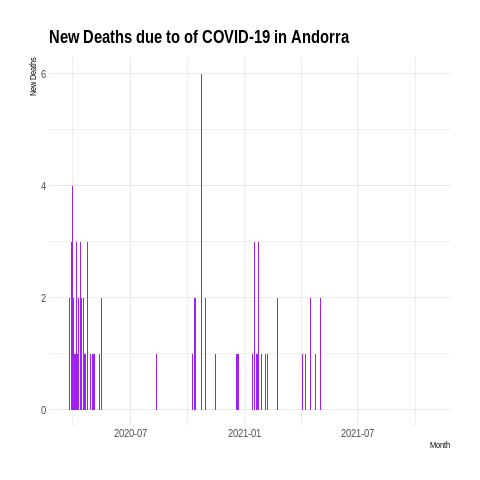 New Deaths due to of COVID-19 in Andorra
New Deaths
6
4
2
0
2020-07
2021-01
2021-07
Month